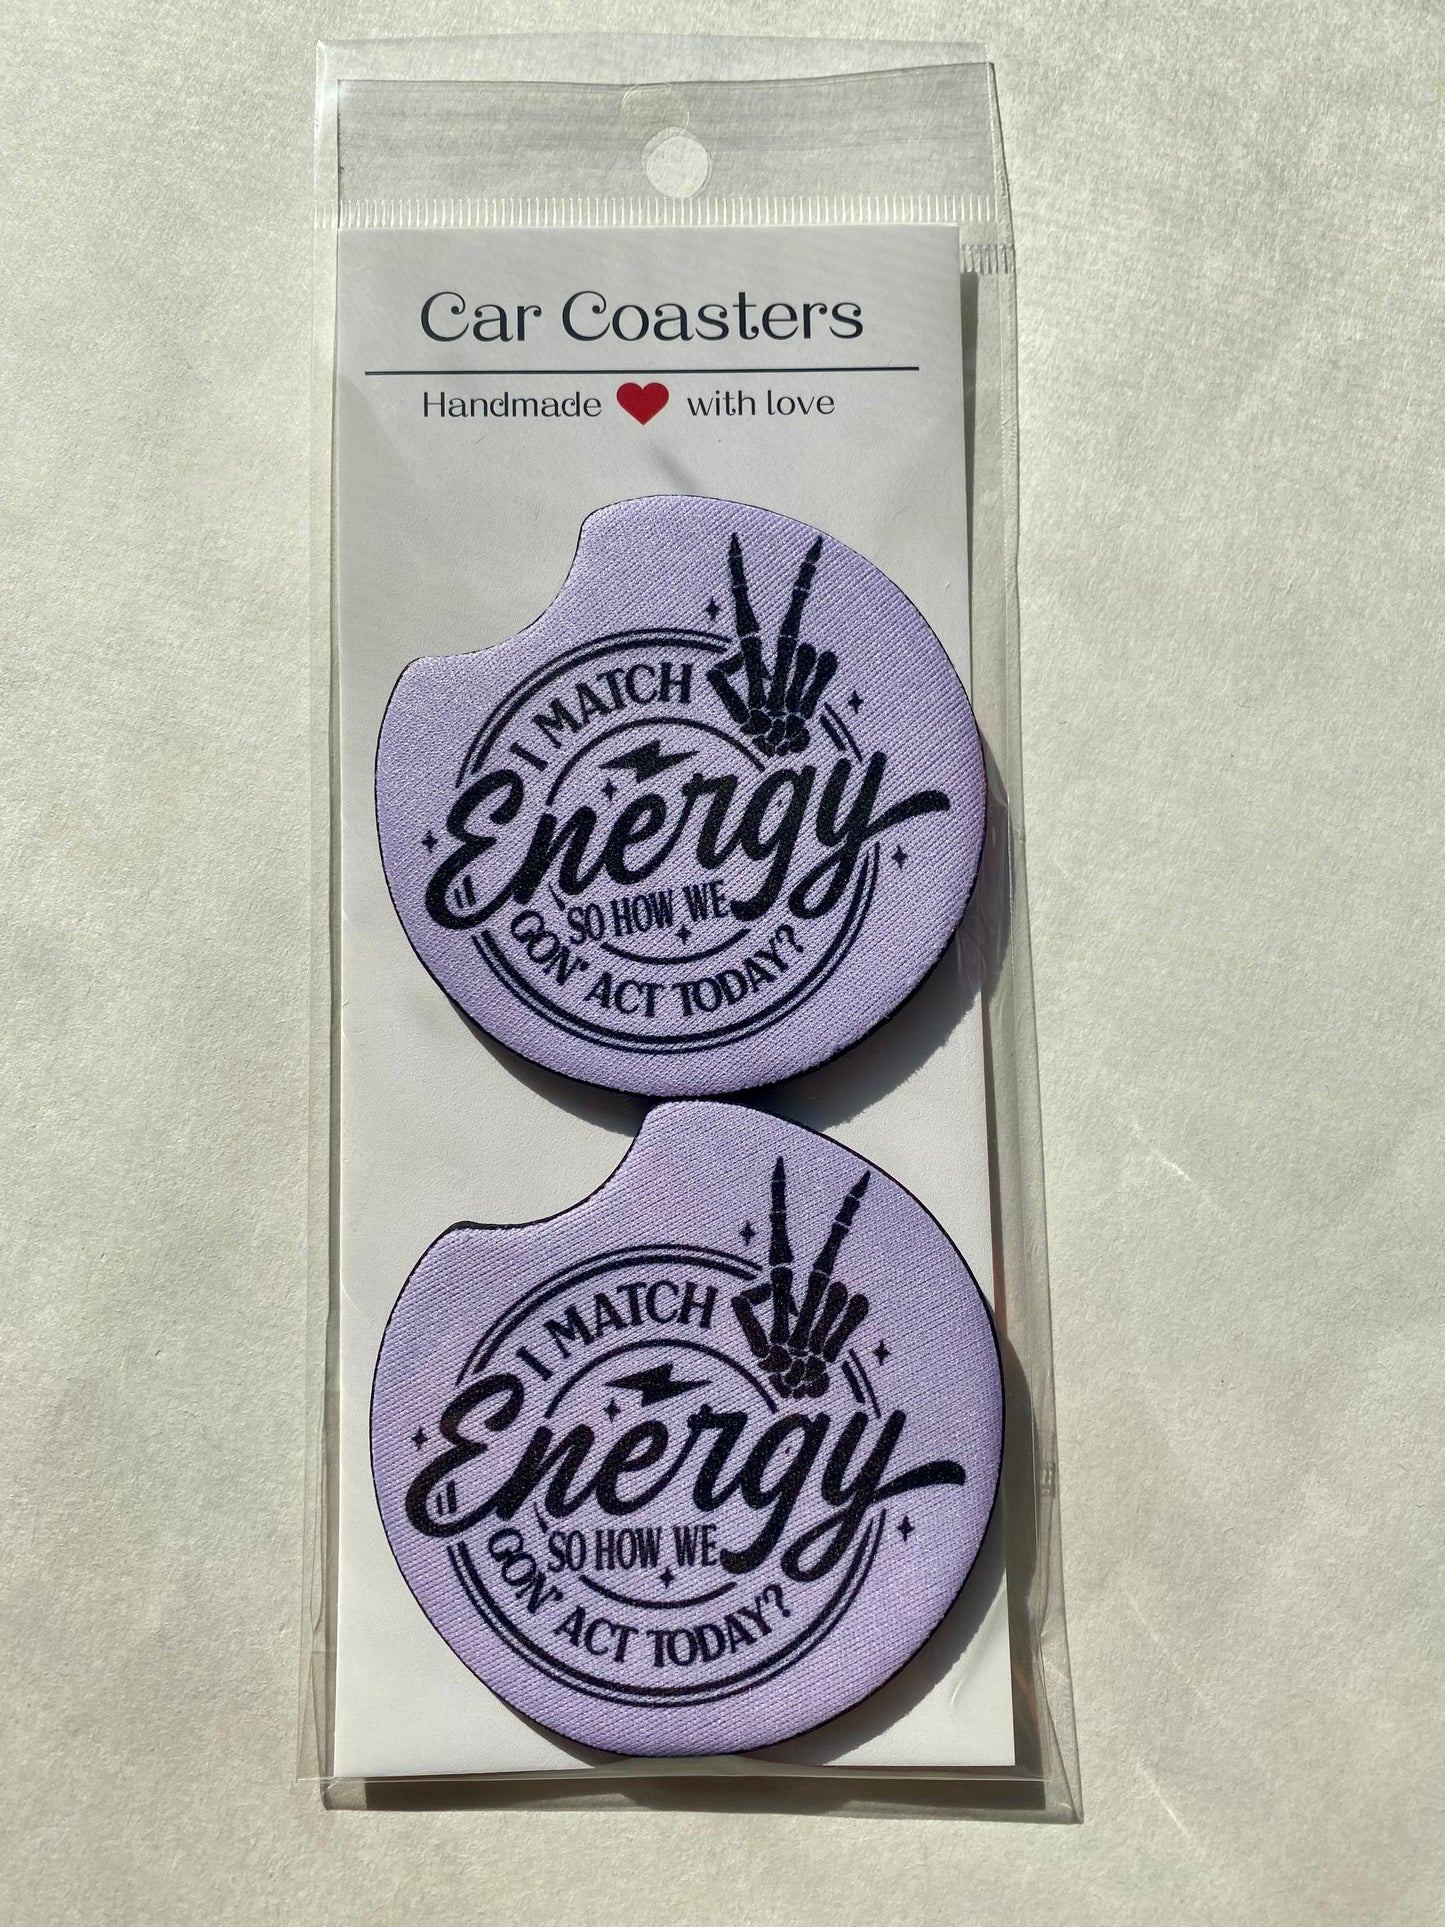 Car Coasters
Handmade with love
I MATCH
Energy
SO HOW WE
GON' ACT TODAY?
I MATCH
Energy
SO HOW WE
GON' ACT TODAY?